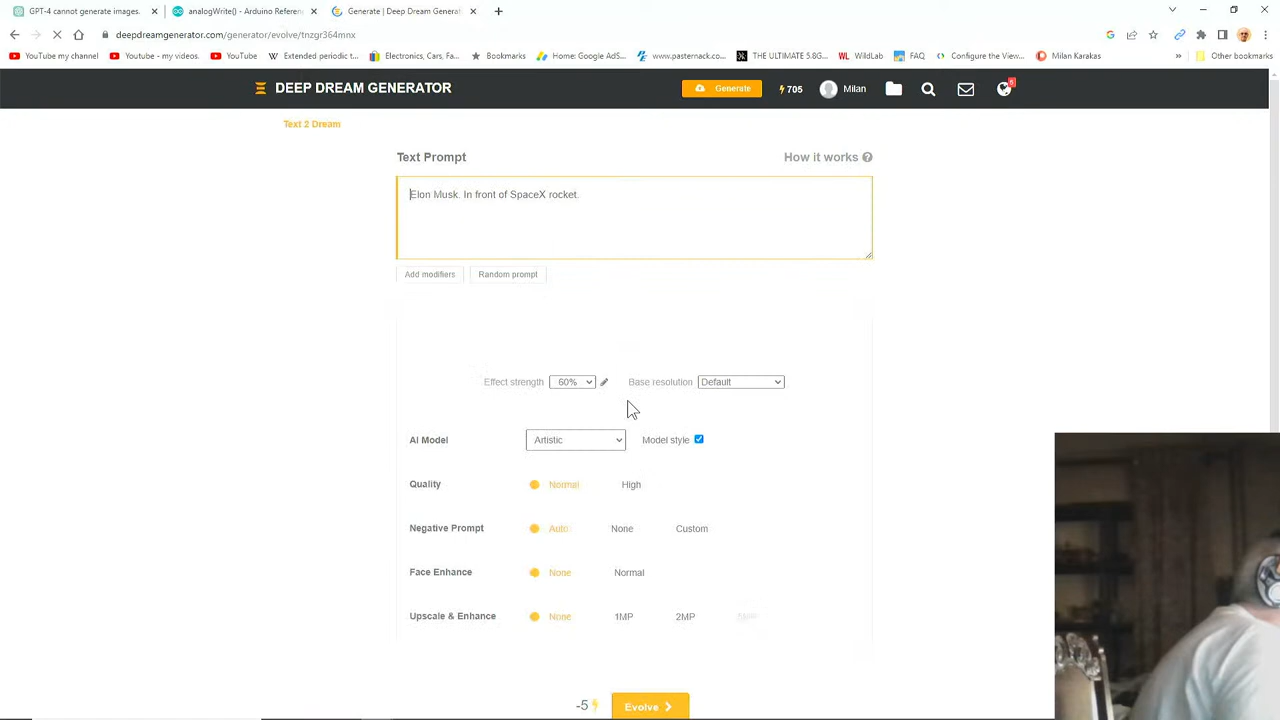 GPT-4 cannot generate images.
analogWrite() - Arduino Referen
Generate | Deep Dream Generat
deepdreamgenerator.com/generator/evolve/tnzgr364mnx
YouTube my channel
Youtube - my videos.
YouTube
Extended periodic t...
Electronics, Cars, Fa...
Bookmarks
Home: Google AdS...
www.pasternack.co...
THE ULTIMATE 5.8G...
WL WildLab
FAQ
Configure the View...
Milan Karakas
»
Other bookmarks
DEEP DREAM GENERATOR
Generate
705
Milan
Text 2 Dream
Text Prompt
How it works
Elon Musk. In front of SpaceX rocket.
Add modifiers
Random prompt
Effect strength 60%
Base resolution Default
AI Model Artistic
Model style
Quality Normal High
Negative Prompt Auto None Custom
Face Enhance None Normal
Upscale & Enhance None 1MP 2MP
-5
Evolve